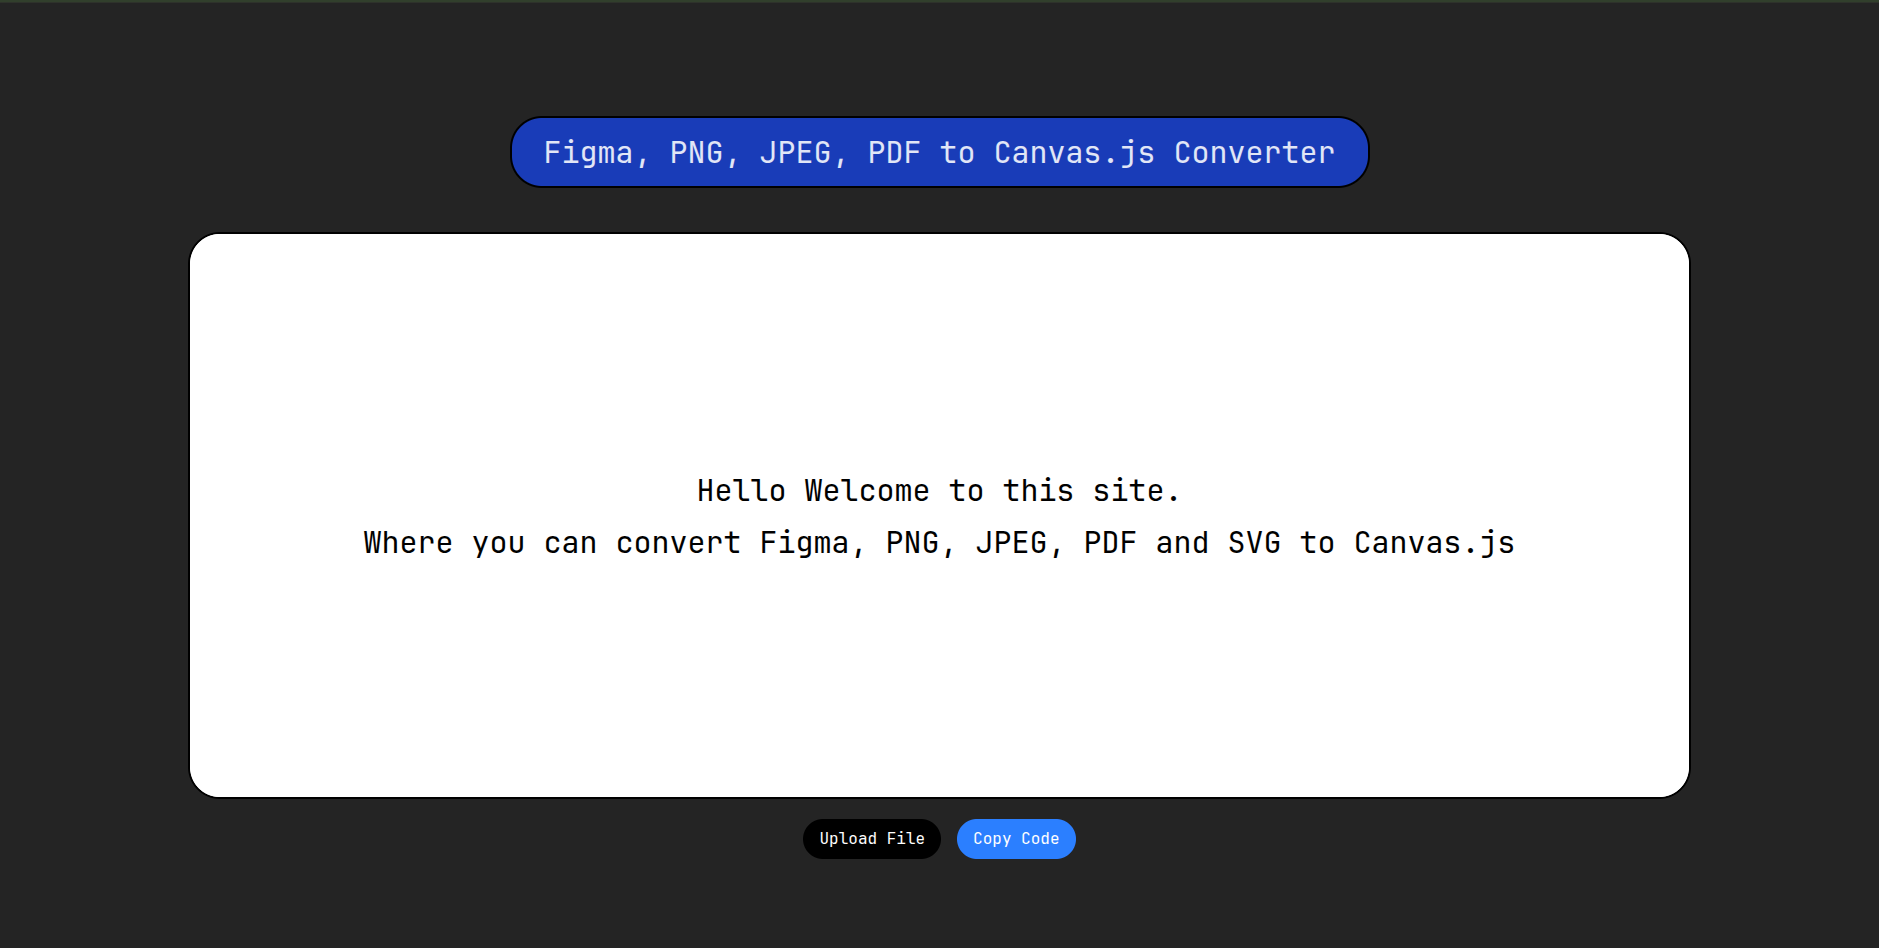 Figma, PNG, JPEG, PDF to Canvas.js Converter
Hello Welcome to this site.
Where you can convert Figma, PNG, JPEG, PDF and SVG to Canvas.js
Upload File
Copy Code